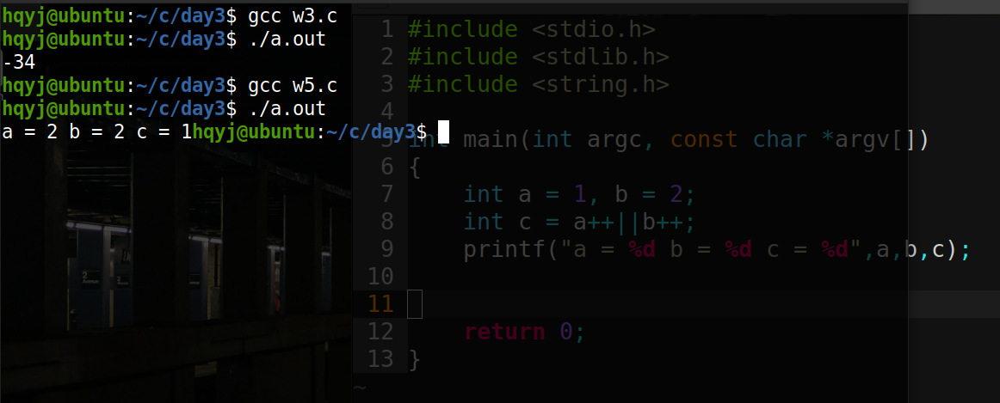 hqyj@ubuntu:~/c/day3$ gcc w3.c
hqyj@ubuntu:~/c/day3$ ./a.out
-34
hqyj@ubuntu:~/c/day3$ gcc w5.c
hqyj@ubuntu:~/c/day3$ ./a.out
a = 2 b = 2 c = 1hqyj@ubuntu:~/c/day3$
1 #include <stdio.h>
2 #include <stdlib.h>
3 #include <string.h>
4
5 int main(int argc, const char *argv[])
6 {
7     int a = 1, b = 2;
8     int c = a++||b++;
9     printf("a = %d b = %d c = %d",a,b,c);
10
11
12     return 0;
13 }
~